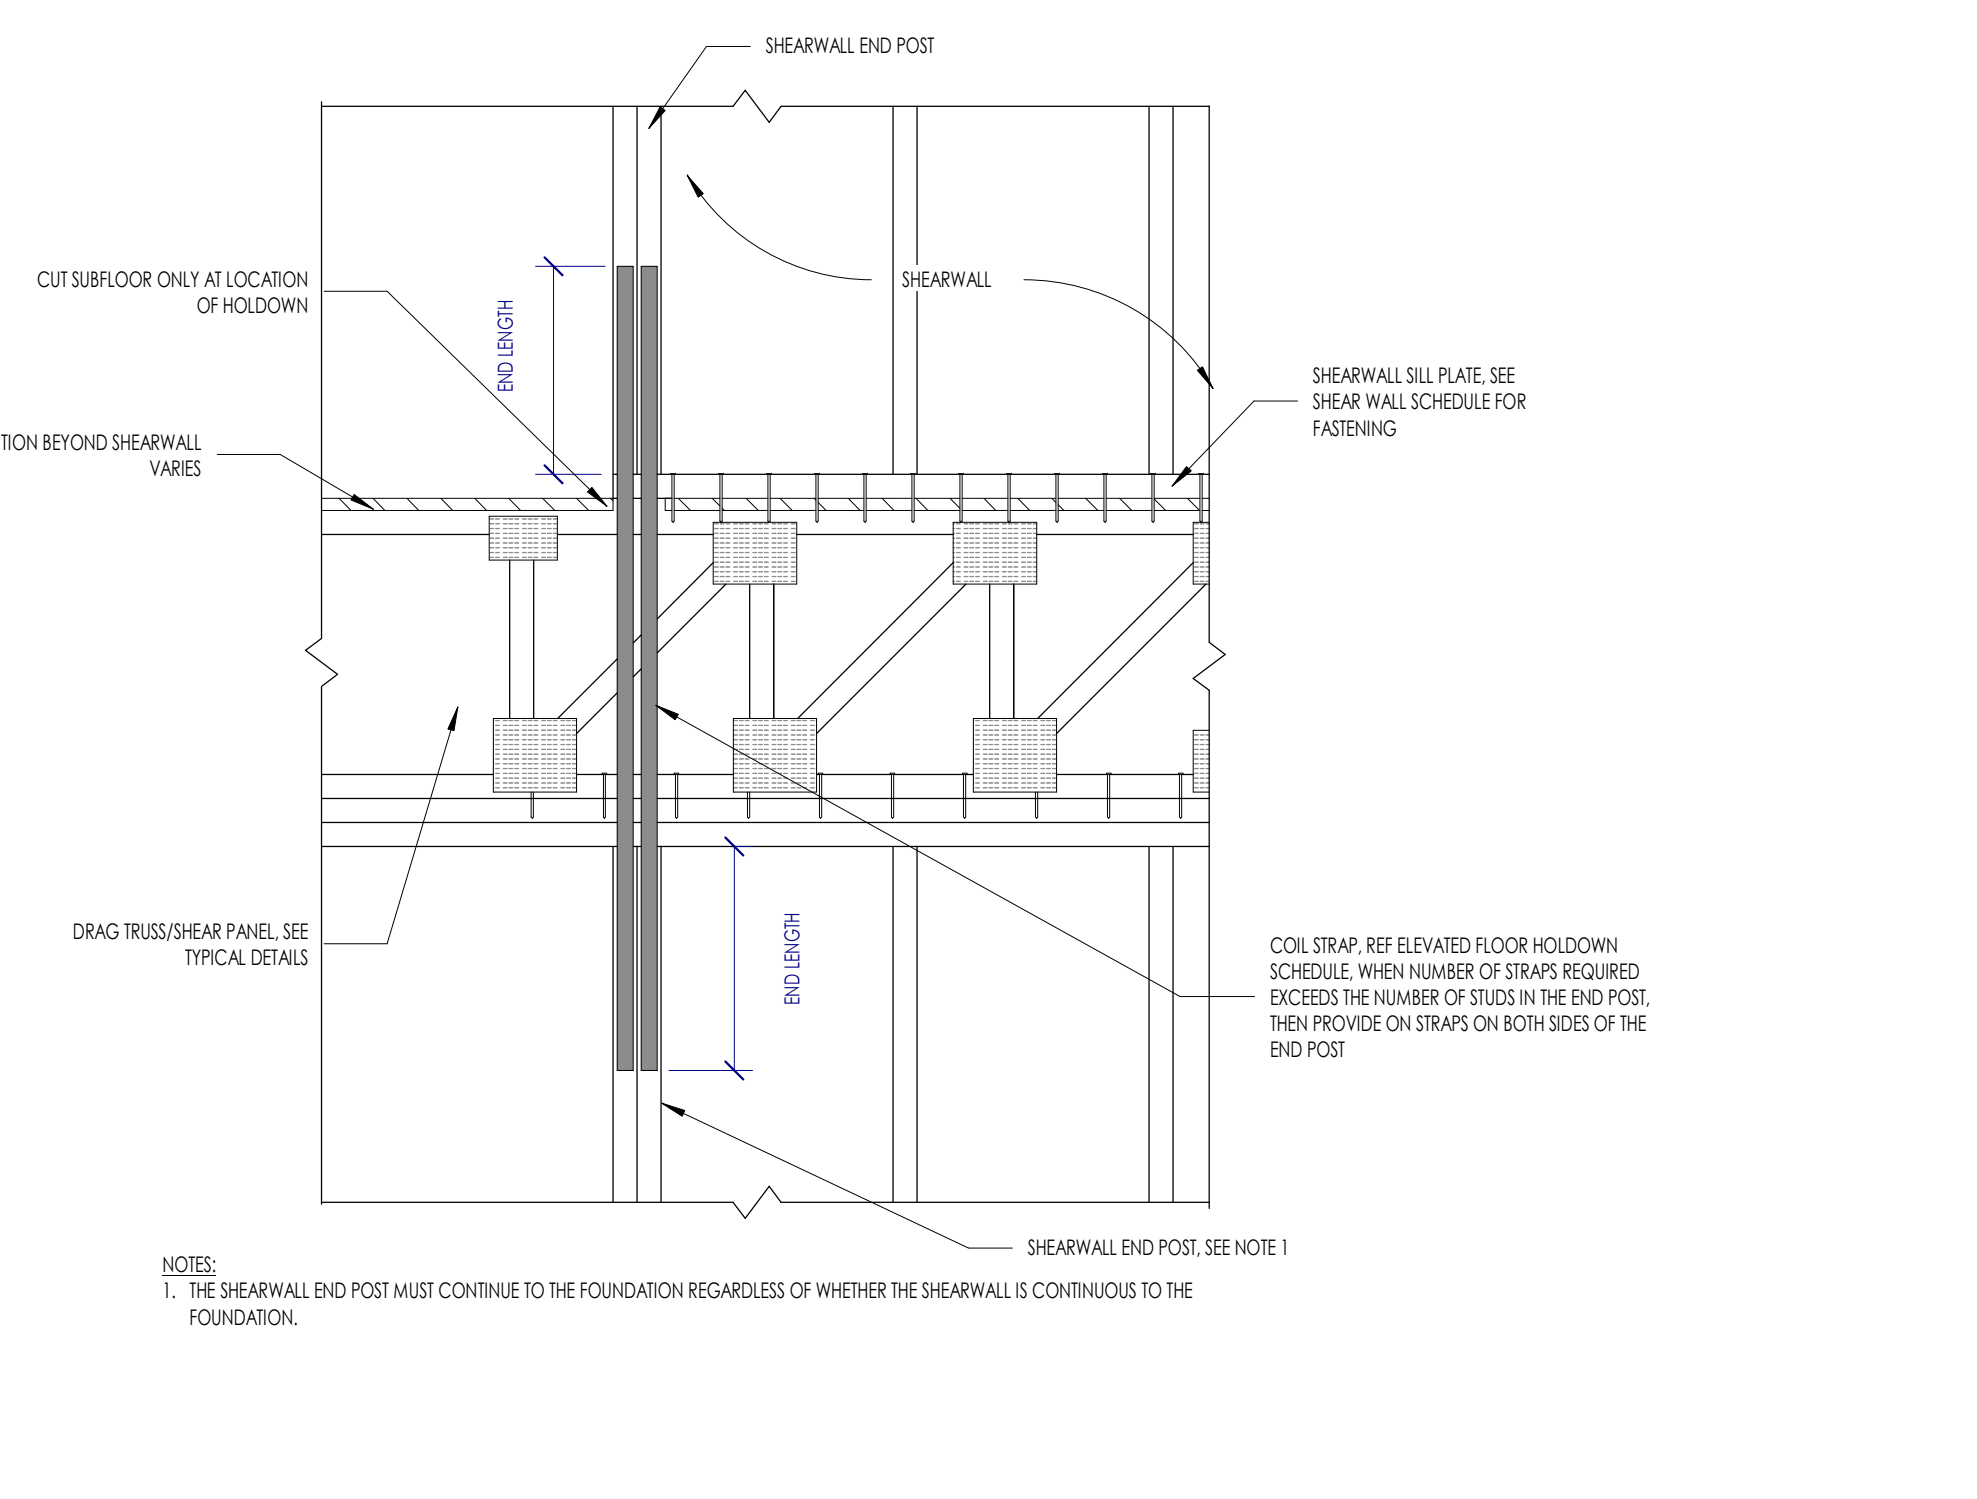 SHEARWALL END POST
CUT SUBFLOOR ONLY AT LOCATION
OF HOLDOWN
END LENGTH
SHEARWALL
SHEARWALL SILL PLATE, SEE
SHEAR WALL SCHEDULE FOR
FASTENING
TION BEYOND SHEARWALL
VARIES
DRAG TRUSS/SHEAR PANEL, SEE
TYPICAL DETAILS
END LENGTH
COIL STRAP, REF ELEVATED FLOOR HOLDOWN
SCHEDULE, WHEN NUMBER OF STRAPS REQUIRED
EXCEEDS THE NUMBER OF STUDS IN THE END POST,
THEN PROVIDE ON STRAPS ON BOTH SIDES OF THE
END POST
SHEARWALL END POST, SEE NOTE 1
NOTES:
1. THE SHEARWALL END POST MUST CONTINUE TO THE FOUNDATION REGARDLESS OF WHETHER THE SHEARWALL IS CONTINUOUS TO THE
FOUNDATION.